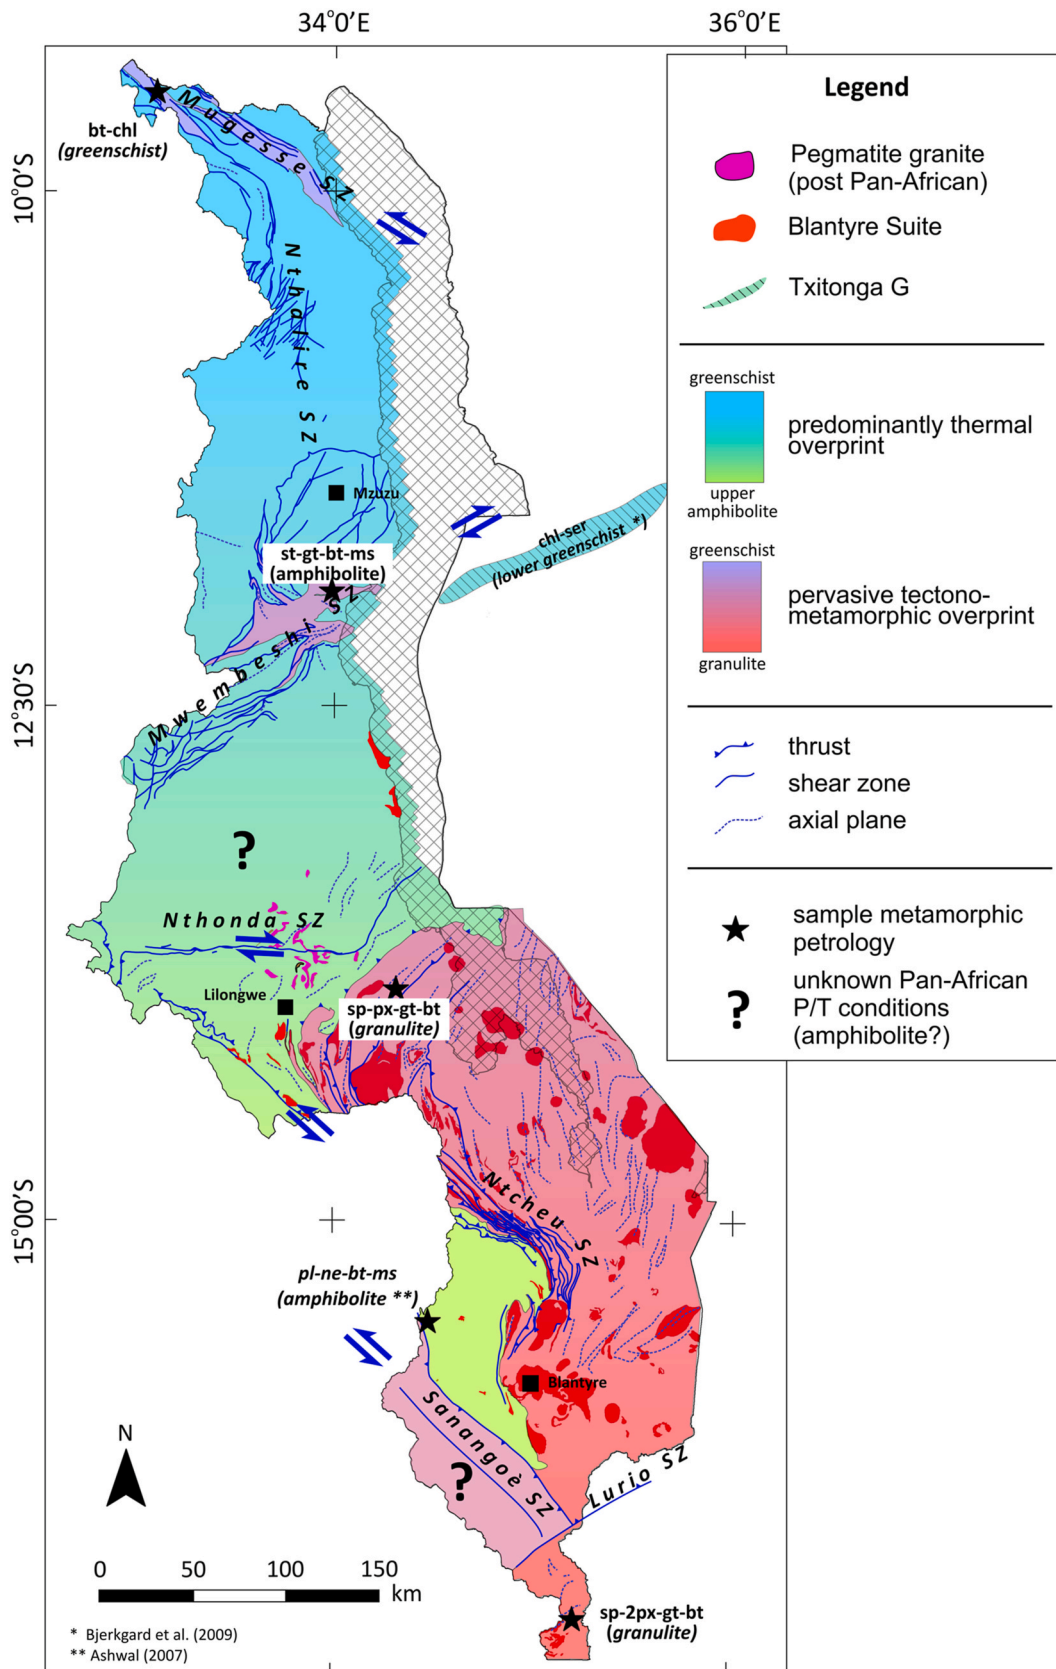 34°0’E
36°0’E
10°0’S
12°30’S
15°00’S
bt-chl
(greenschist)
Mugesse SZ
Nthalire SZ
Mzuzu
st-gt-bt-ms
(amphibolite)
chl-ser
(lower greenschist *)
Mwembeshi SZ
?
Nthonda SZ
Lilongwe
sp-px-gt-bt
(granulite)
Ntcheu SZ
pl-ne-bt-ms
(amphibolite **)
Blantyre
Sanangoè SZ
?
Lurio SZ
sp-2px-gt-bt
(granulite)
N
0 50 100 150
km
* Bjerkgard et al. (2009)
** Ashwal (2007)
Legend
Pegmatite granite
(post Pan-African)
Blantyre Suite
Txitonga G
greenschist
predominantly thermal
overprint
upper
amphibolite
greenschist
pervasive tectono-
metamorphic overprint
granulite
thrust
shear zone
axial plane
sample metamorphic
petrology
?
unknown Pan-African
P/T conditions
(amphibolite?)